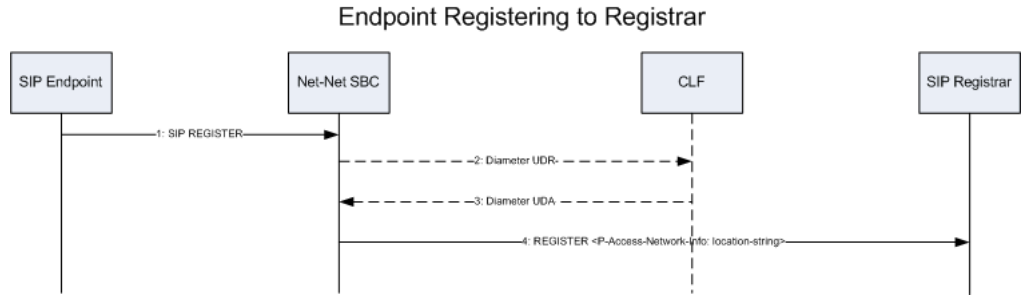 Endpoint Registering to Registrar
SIP Endpoint
Net-Net SBC
CLF
SIP Registrar
1: SIP REGISTER
2: Diameter UDR
3: Diameter UDA
4: REGISTER <P-Access-Network-Info: location-string>